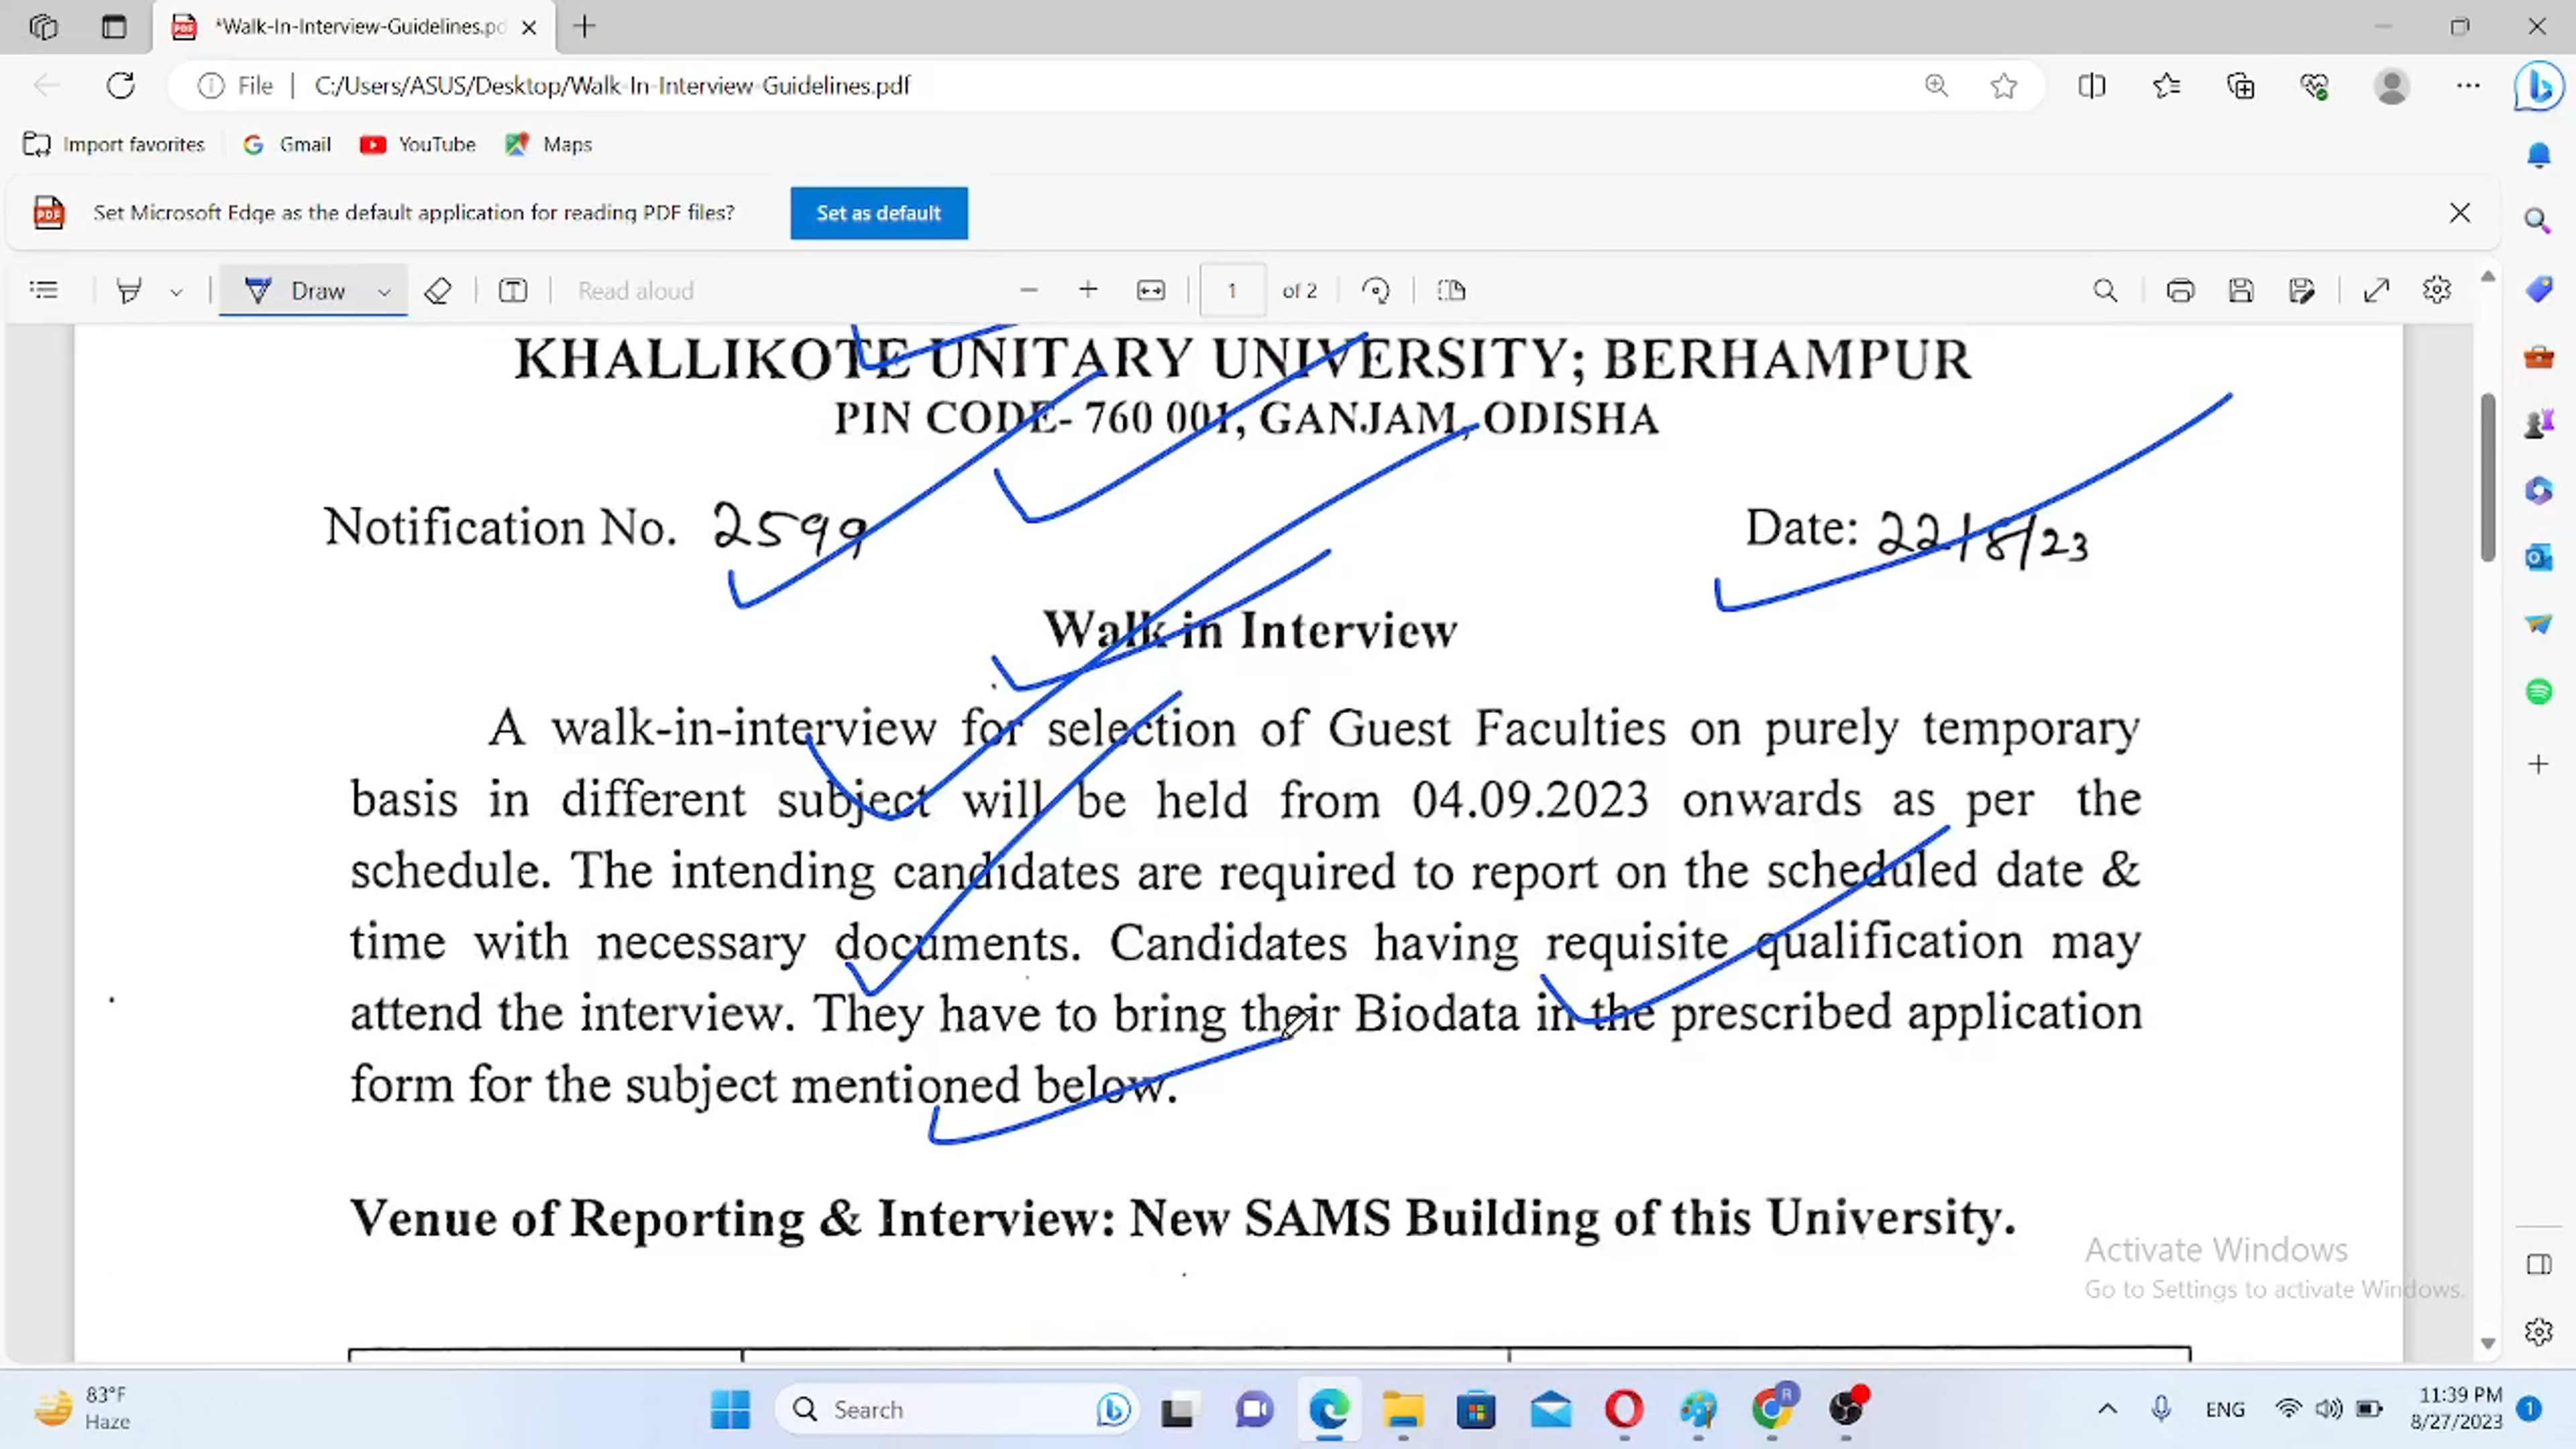 *Walk-In-Interview-Guidelines.pd
File
C:/Users/ASUS/Desktop/Walk-In-Interview-Guidelines.pdf
Import favorites
Gmail
YouTube
Maps
Set Microsoft Edge as the default application for reading PDF files?
Set as default
Draw
Read aloud
1 of 2
KHALLIKOTE UNITARY UNIVERSITY; BERHAMPUR
PIN CODE- 760 001, GANJAM, ODISHA
Notification No. 2599
Date: 22/8/23
Walk in Interview
A walk-in-interview for selection of Guest Faculties on purely temporary
basis in different subject will be held from 04.09.2023 onwards as per the
schedule. The intending candidates are required to report on the scheduled date &
time with necessary documents. Candidates having requisite qualification may
attend the interview. They have to bring their Biodata in the prescribed application
form for the subject mentioned below.
Venue of Reporting & Interview: New SAMS Building of this University.
Activate Windows
Go to Settings to activate Windows.
83°F
Haze
Search
R
ENG
11:39 PM
8/27/2023
1